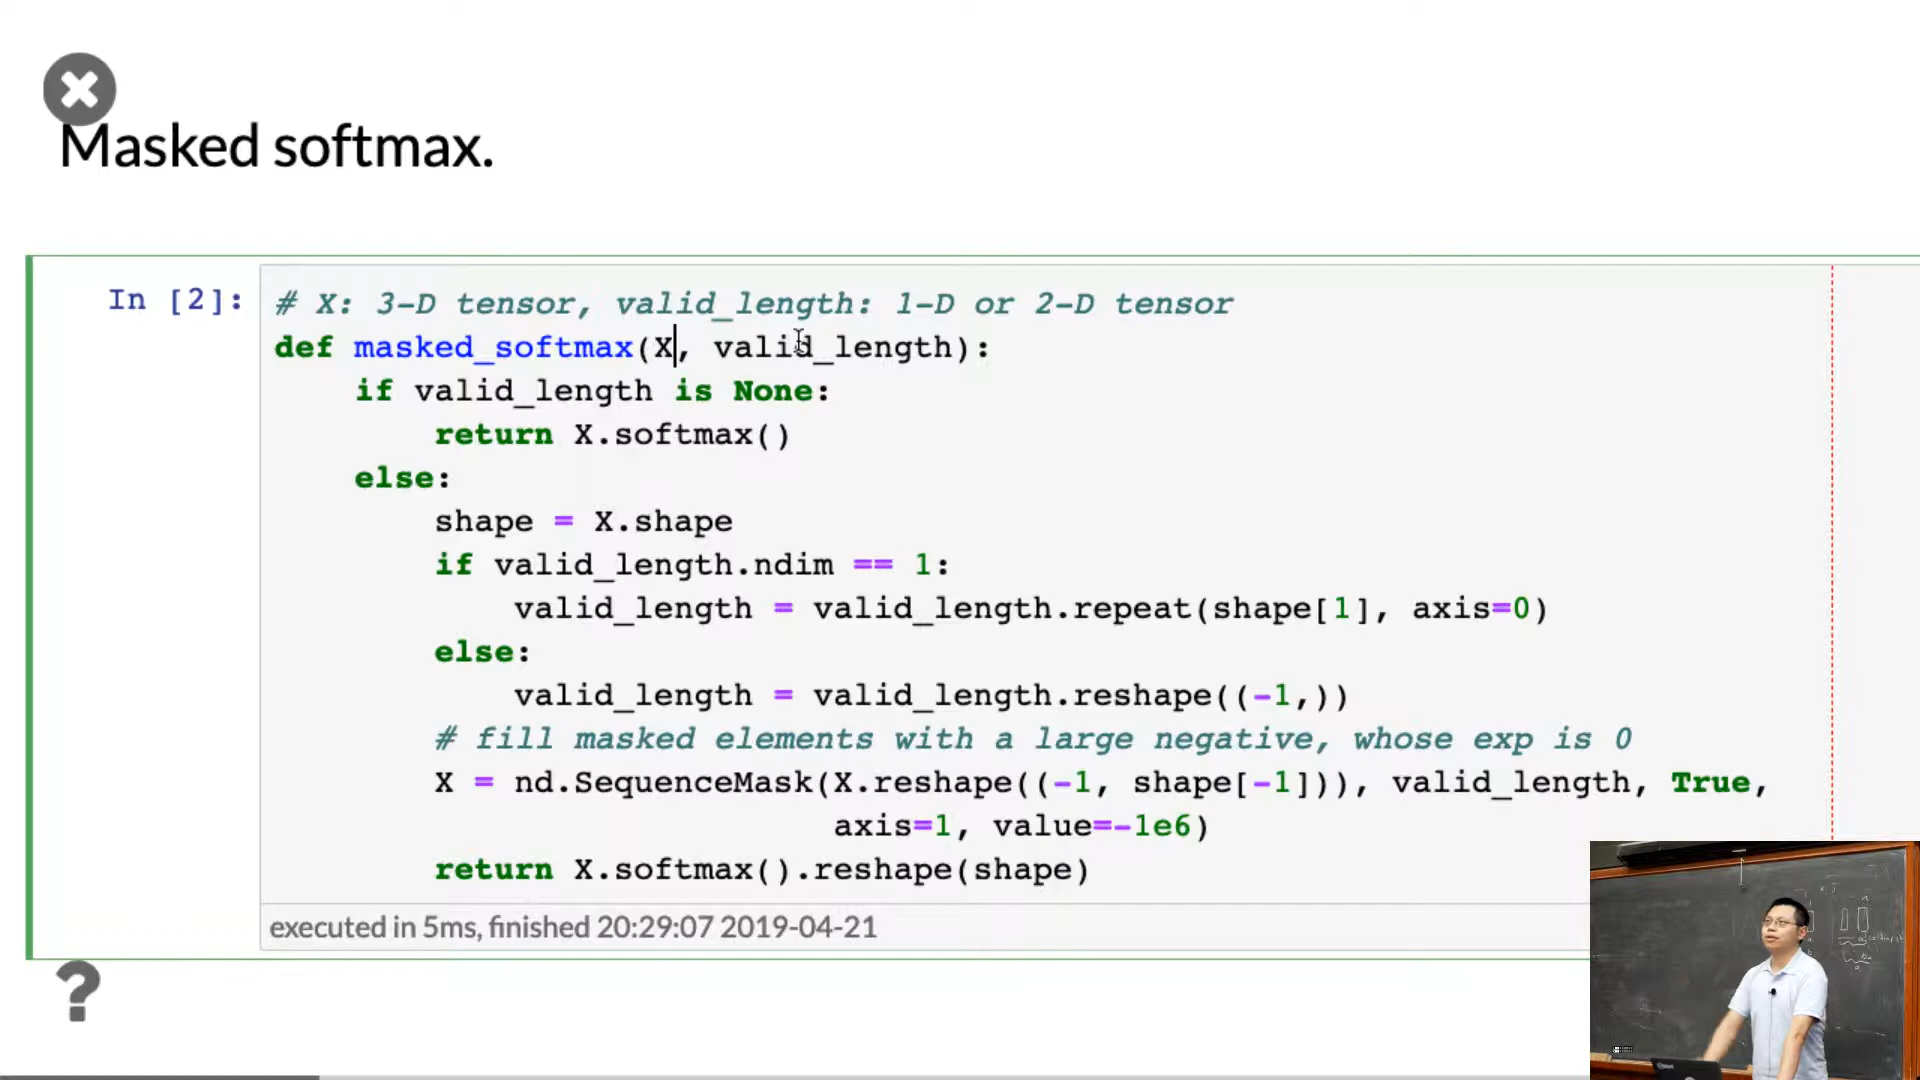 Masked softmax.
In [2]:
# X: 3-D tensor, valid_length: 1-D or 2-D tensor
def masked_softmax(X, valid_length):
    if valid_length is None:
        return X.softmax()
    else:
        shape = X.shape
        if valid_length.ndim == 1:
            valid_length = valid_length.repeat(shape[1], axis=0)
        else:
            valid_length = valid_length.reshape((-1,))
        # fill masked elements with a large negative, whose exp is 0
        X = nd.SequenceMask(X.reshape((-1, shape[-1])), valid_length, True,
                            axis=1, value=-1e6)
        return X.softmax().reshape(shape)
executed in 5ms, finished 20:29:07 2019-04-21
?